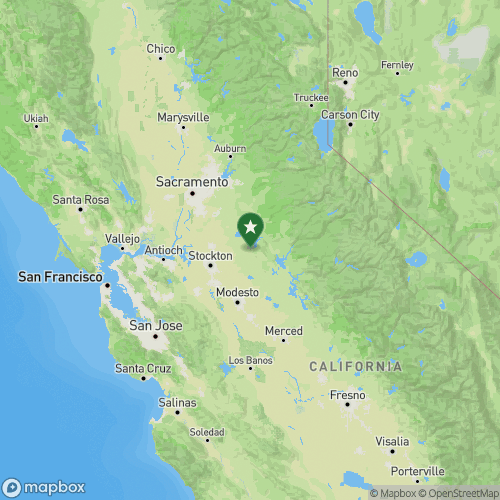 Chico
Fernley
Reno
Truckee
Ukiah
Marysville
Carson City
Auburn
Sacramento
Santa Rosa
Vallejo
Antioch
Stockton
San Francisco
Modesto
San Jose
Merced
Los Banos
CALIFORNIA
Santa Cruz
Fresno
Salinas
Soledad
Visalia
Porterville
mapbox
© Mapbox © OpenStreetMap